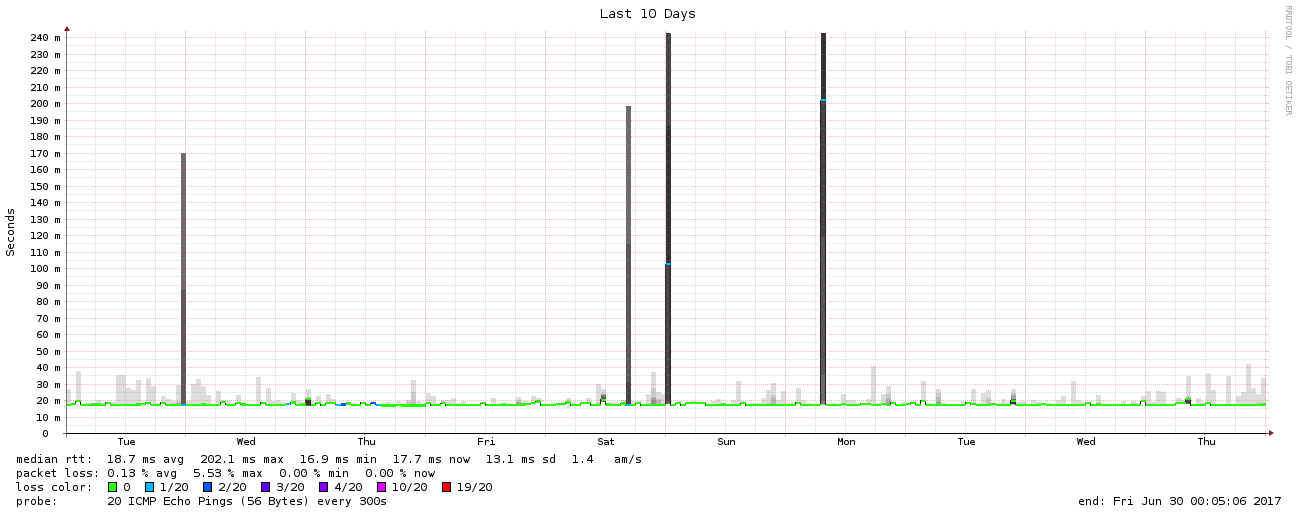 Last 10 Days
RRDTOOL / TOBI OETIKER
Seconds
240 m
230 m
220 m
210 m
200 m
190 m
180 m
170 m
160 m
150 m
140 m
130 m
120 m
110 m
100 m
90 m
80 m
70 m
60 m
50 m
40 m
30 m
20 m
10 m
0
Tue Wed Thu Fri Sat Sun Mon Tue Wed Thu
median rtt: 18.7 ms avg 202.1 ms max 16.9 ms min 17.7 ms now 13.1 ms sd 1.4 am/s
packet loss: 0.13 % avg 5.53 % max 0.00 % min 0.00 % now
loss color: 0 1/20 2/20 3/20 4/20 10/20 19/20
probe: 20 ICMP Echo Pings (56 Bytes) every 300s end: Fri Jun 30 00:05:06 2017